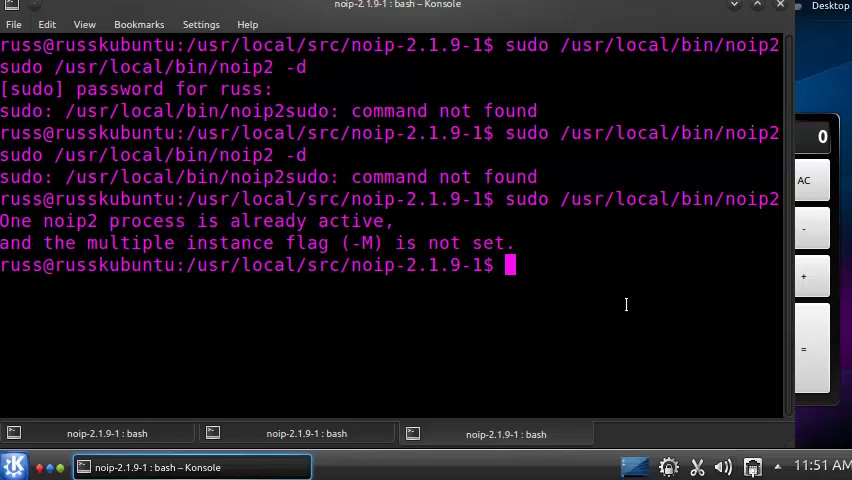 noip-2.1.9-1 : bash – Konsole
Desktop
File Edit View Bookmarks Settings Help
russ@russkubuntu:/usr/local/src/noip-2.1.9-1$ sudo /usr/local/bin/noip2
sudo /usr/local/bin/noip2 -d
[sudo] password for russ:
sudo: /usr/local/bin/noip2sudo: command not found
russ@russkubuntu:/usr/local/src/noip-2.1.9-1$ sudo /usr/local/bin/noip2
sudo /usr/local/bin/noip2 -d
sudo: /usr/local/bin/noip2sudo: command not found
russ@russkubuntu:/usr/local/src/noip-2.1.9-1$ sudo /usr/local/bin/noip2
One noip2 process is already active,
and the multiple instance flag (-M) is not set.
russ@russkubuntu:/usr/local/src/noip-2.1.9-1$
0
AC
-
+
=
noip-2.1.9-1 : bash
noip-2.1.9-1 : bash
noip-2.1.9-1 : bash
noip-2.1.9-1 : bash – Konsole
11:51 AM